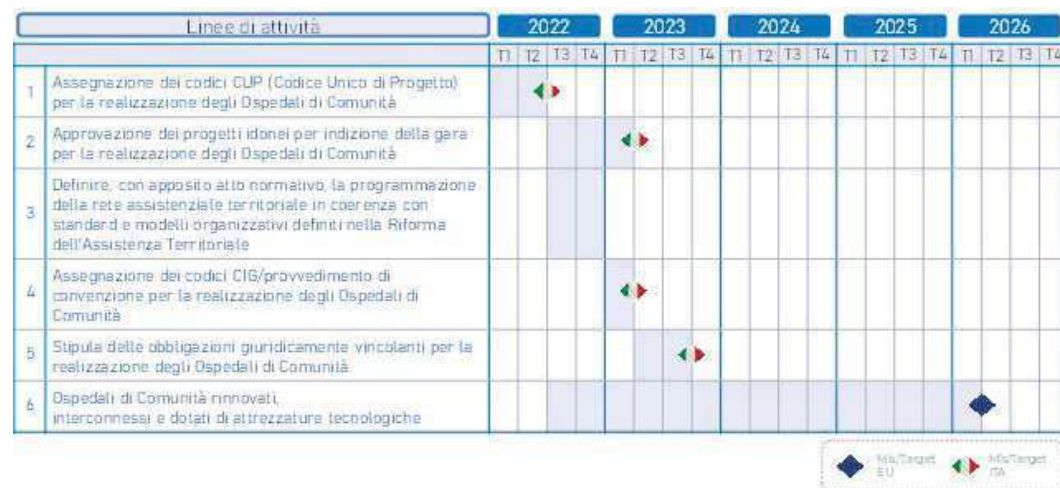 Linee di attività 2022 2023 2024 2025 2026
T1 T2 T3 T4 T1 T2 T3 T4 T1 T2 T3 T4 T1 T2 T3 T4 T1 T2 T3 T4
1 Assegnazione dei codici CUP (Codice Unico di Progetto)
per la realizzazione degli Ospedali di Comunità
2 Approvazione dei progetti idonei per indizione della gara
per la realizzazione degli Ospedali di Comunità
3 Definire, con apposito atto normativo, la programmazione
della rete assistenziale territoriale in coerenza con
standard e modelli organizzativi definiti nella Riforma
dell'Assistenza Territoriale
4 Assegnazione dei codici CIG/provvedimento di
convenzione per la realizzazione degli Ospedali di
Comunità
5 Stipula delle obbligazioni giuridicamente vincolanti per la
realizzazione degli Ospedali di Comunità
6 Ospedali di Comunità rinnovati,
interconnessi e dotati di attrezzature tecnologiche
Mls/Target
EU
Mls/Target
ITA